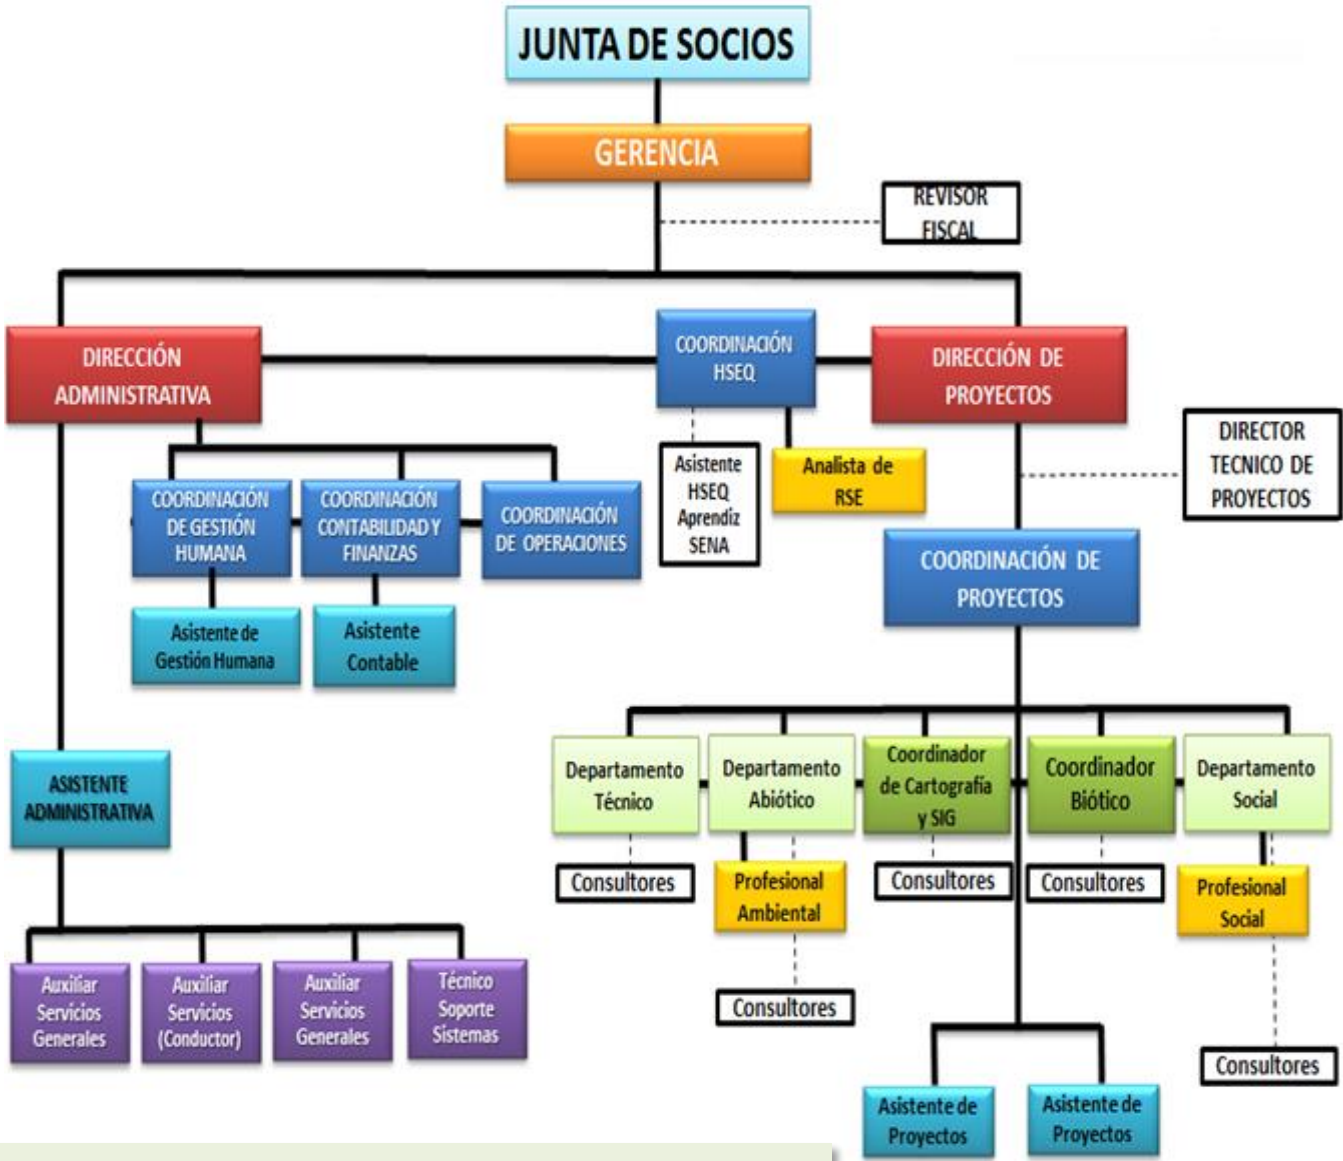 JUNTA DE SOCIOS
GERENCIA
REVISOR
FISCAL
DIRECCIÓN
ADMINISTRATIVA
COORDINACIÓN
HSEQ
DIRECCIÓN DE
PROYECTOS
DIRECTOR
TECNICO DE
PROYECTOS
Asistente
HSEQ
Aprendiz
SENA
Analista de
RSE
COORDINACIÓN
DE GESTIÓN
HUMANA
COORDINACIÓN
CONTABILIDAD Y
FINANZAS
COORDINACIÓN
DE OPERACIONES
COORDINACIÓN DE
PROYECTOS
Asistente de
Gestión Humana
Asistente
Contable
ASISTENTE
ADMINISTRATIVA
Departamento
Técnico
Departamento
Abiótico
Coordinador
de Cartografía
y SIG
Coordinador
Biótico
Departamento
Social
Consultores
Profesional
Ambiental
Consultores
Consultores
Profesional
Social
Consultores
Consultores
Auxiliar
Servicios
Generales
Auxiliar
Servicios
(Conductor)
Auxiliar
Servicios
Generales
Técnico
Soporte
Sistemas
Asistente de
Proyectos
Asistente de
Proyectos